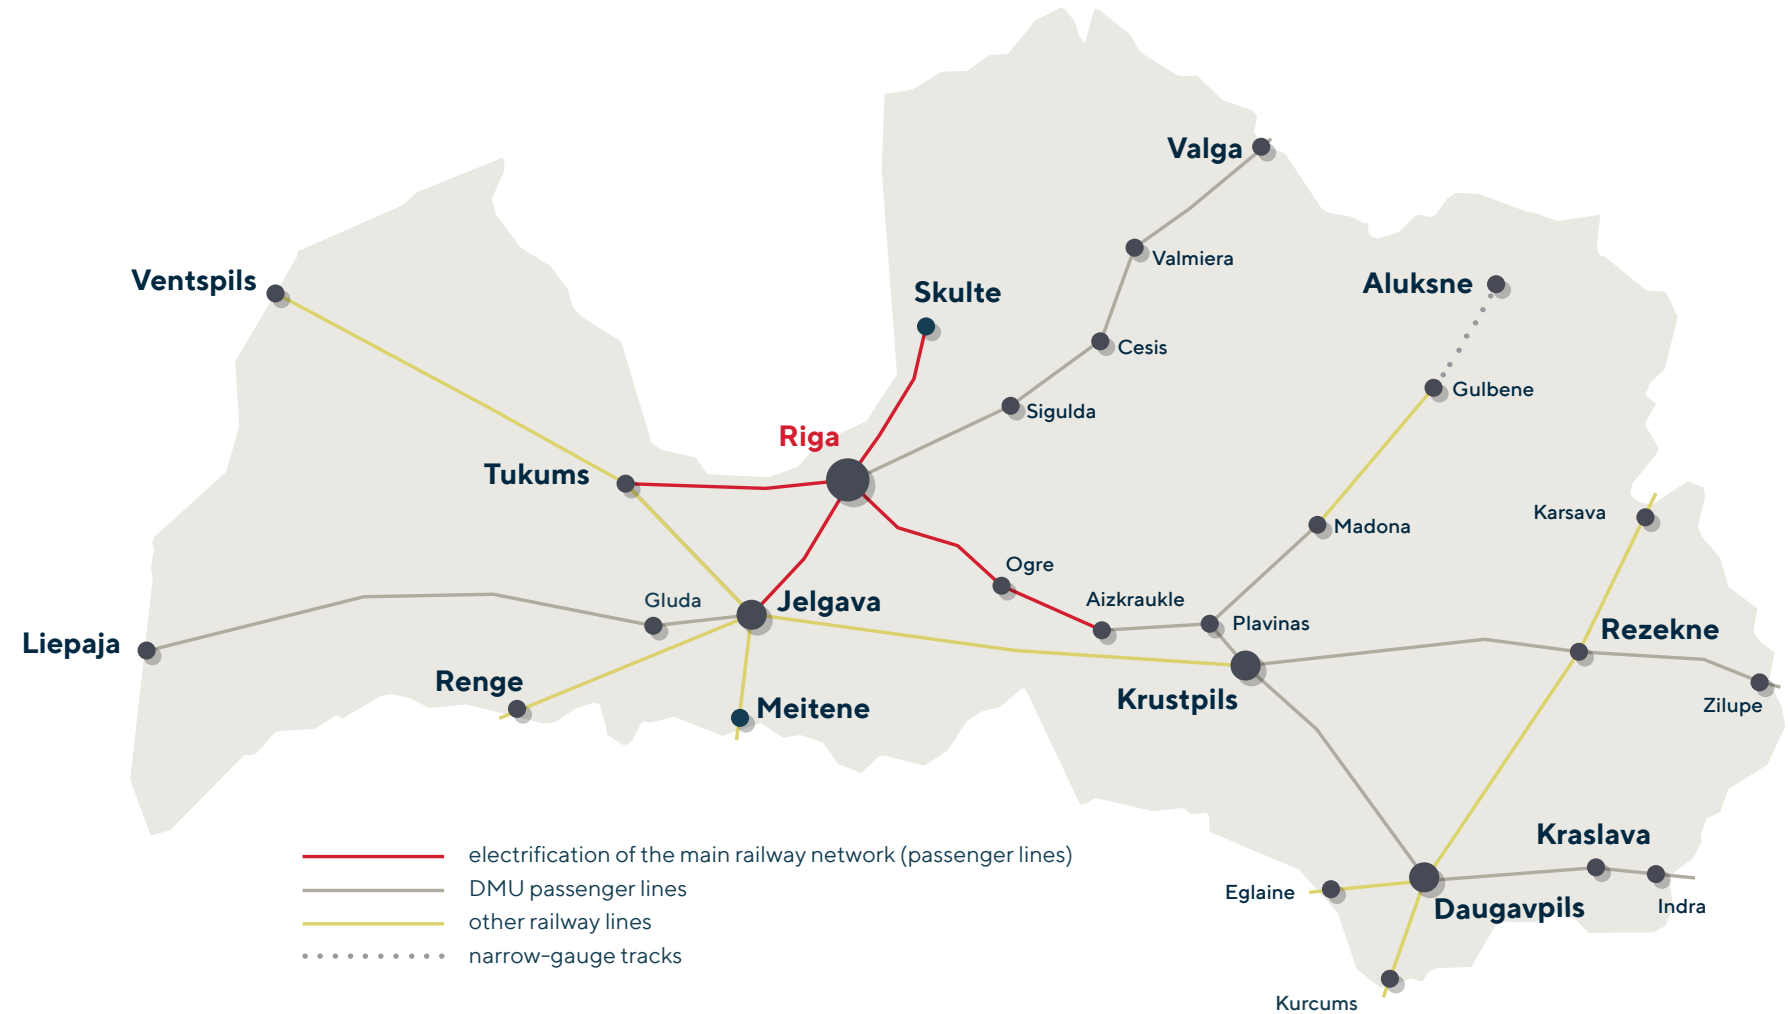 Valga
Valmiera
Ventspils
Skulte
Aluksne
Cesis
Gulbene
Sigulda
Riga
Tukums
Karsava
Madona
Ogre
Gluda
Jelgava
Aizkraukle
Plavinas
Rezekne
Liepaja
Renge
Meitene
Krustpils
Zilupe
Kraslava
Eglaine
Daugavpils
Indra
Kurcums
electrification of the main railway network (passenger lines)
DMU passenger lines
other railway lines
narrow-gauge tracks